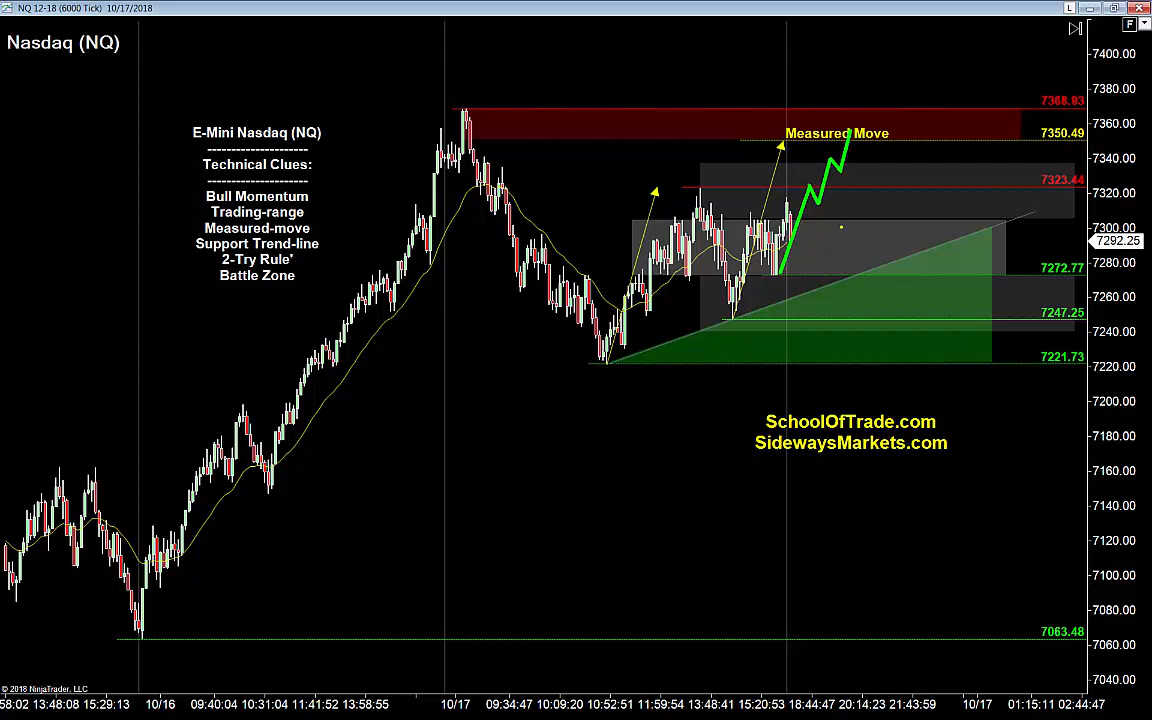 NQ 12-18 (6000 Tick) 10/17/2018
L
F
Nasdaq (NQ)
E-Mini Nasdaq (NQ)
--------------------
Technical Clues:
--------------------
Bull Momentum
Trading-range
Measured-move
Support Trend-line
2-Try Rule'
Battle Zone
Measured Move
7368.93
7350.49
7323.44
7272.77
7247.25
7221.73
7063.48
SchoolOfTrade.com
SidewaysMarkets.com
7400.00
7380.00
7360.00
7340.00
7320.00
7300.00
7292.25
7280.00
7260.00
7240.00
7220.00
7200.00
7180.00
7160.00
7140.00
7120.00
7100.00
7080.00
7060.00
7040.00
© 2018 NinjaTrader, LLC
58:02 13:48:08 15:29:13 10/16 09:40:04 10:31:04 11:41:52 13:58:55 10/17 09:34:47 10:09:20 10:52:51 11:59:54 13:48:41 15:20:53 18:44:47 20:14:23 21:43:59 10/17 01:15:11 02:44:47